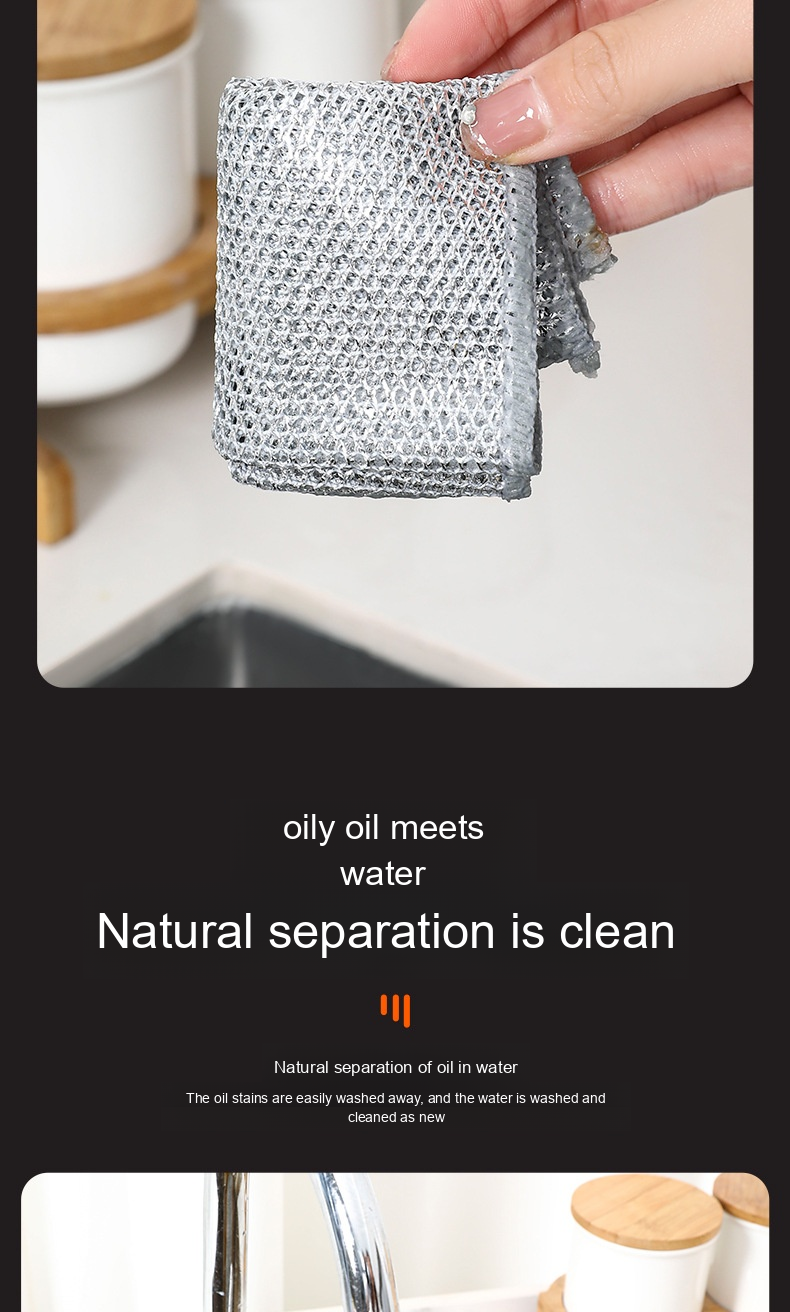 oily oil meets
water
Natural separation is clean
Natural separation of oil in water
The oil stains are easily washed away, and the water is washed and
cleaned as new